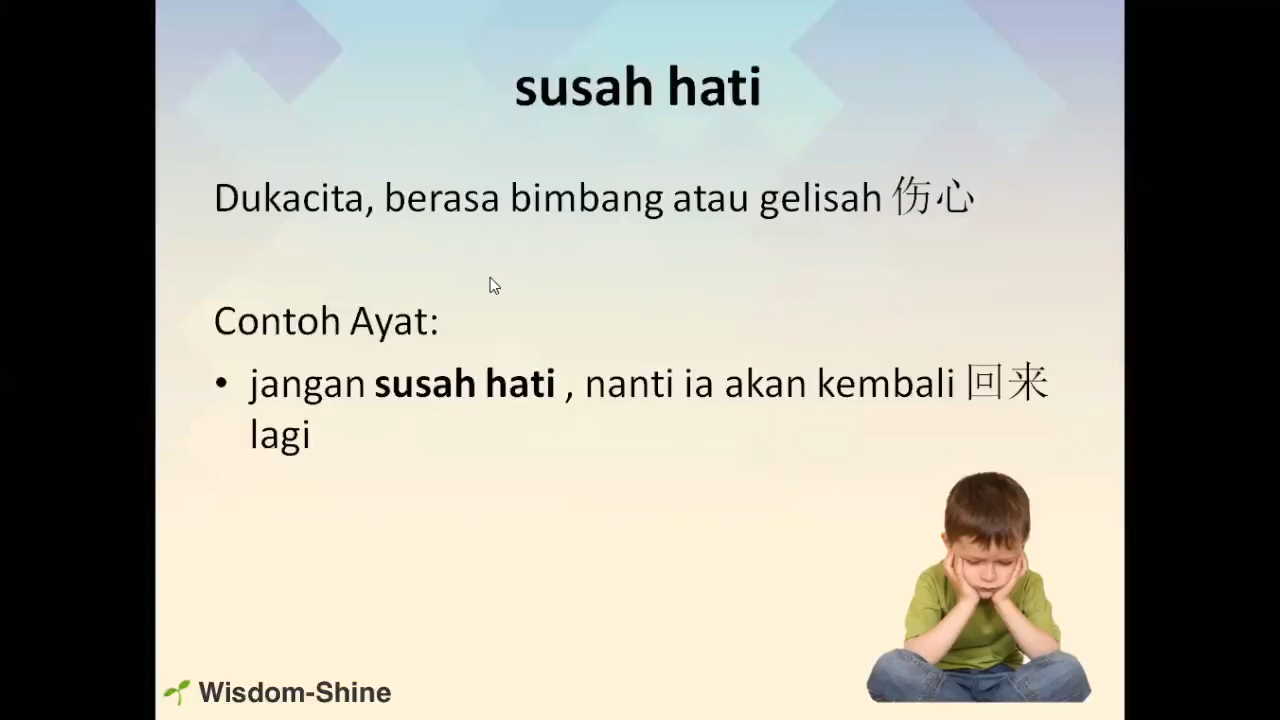 susah hati
Dukacita, berasa bimbang atau gelisah 伤心
Contoh Ayat:
• jangan susah hati , nanti ia akan kembali 回来
lagi
Wisdom-Shine